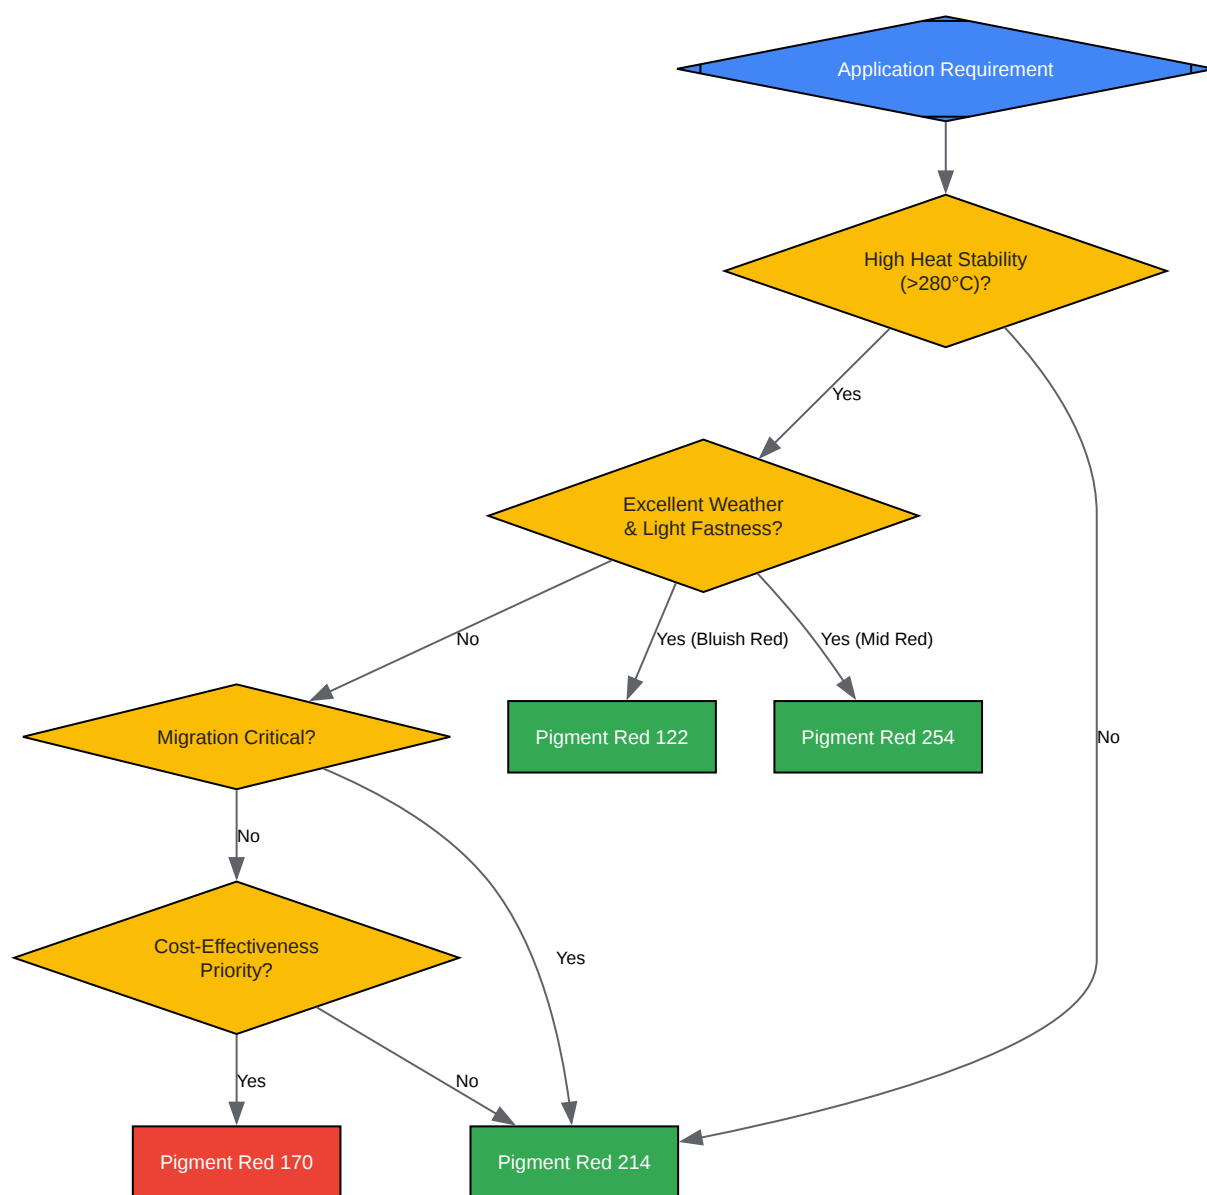 Application Requirement
High Heat Stability
(>280°C)?
Yes
Excellent Weather
& Light Fastness?
No
Yes (Bluish Red)
Yes (Mid Red)
Migration Critical?
Pigment Red 122
Pigment Red 254
No
No
Cost-Effectiveness
Priority?
Yes
Yes
No
Pigment Red 170
Pigment Red 214